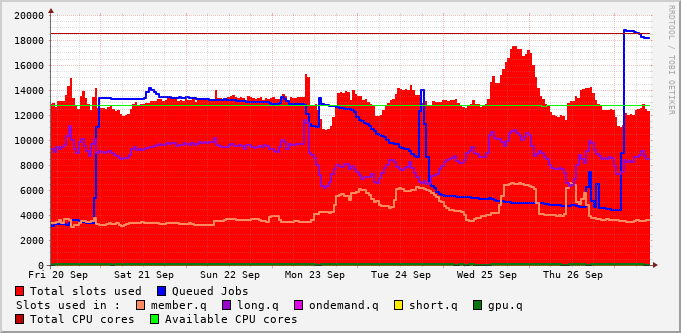 20000
18000
16000
14000
12000
10000
8000
6000
4000
2000
0
Fri 20 Sep Sat 21 Sep Sun 22 Sep Mon 23 Sep Tue 24 Sep Wed 25 Sep Thu 26 Sep
Total slots used Queued Jobs
Slots used in : member.q long.q ondemand.q short.q gpu.q
Total CPU cores Available CPU cores
RRDTOOL / TOBI OETIKER